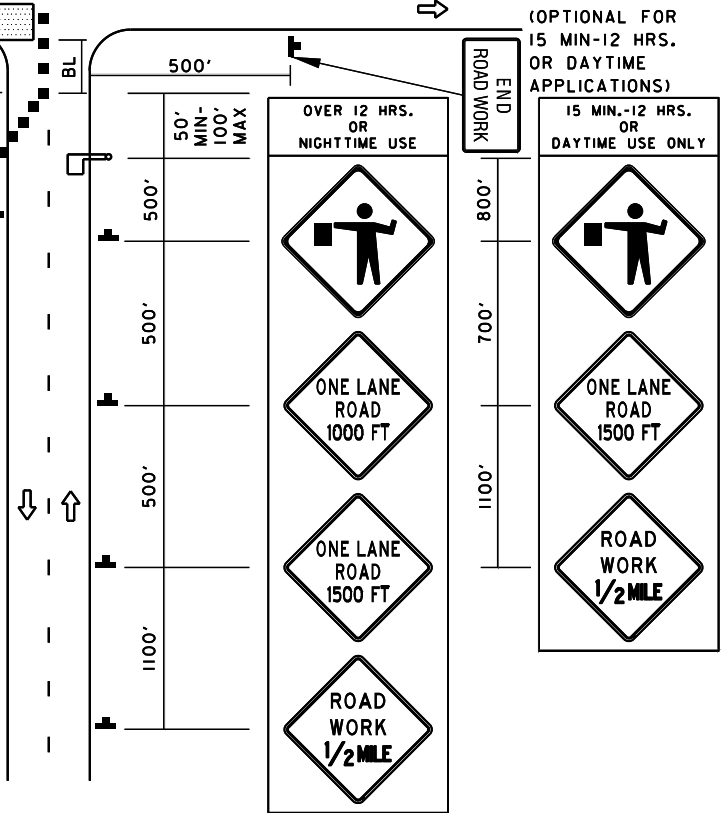 (OPTIONAL FOR
15 MIN-12 HRS.
OR DAYTIME
APPLICATIONS)
BL
500'
END
ROAD WORK
50'
MIN-
100'
MAX
OVER 12 HRS.
OR
NIGHTTIME USE
15 MIN.-12 HRS.
OR
DAYTIME USE ONLY
500'
800'
500'
700'
ONE LANE
ROAD
1000 FT
ONE LANE
ROAD
1500 FT
500'
1100'
ONE LANE
ROAD
1500 FT
ROAD
WORK
1/2 MILE
1100'
ROAD
WORK
1/2 MILE